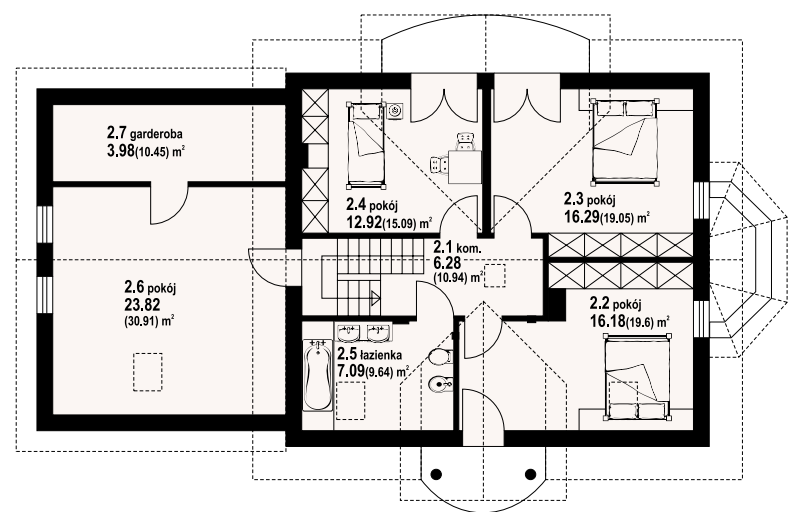 2.7 garderoba
3.98(10.45) m²
2.4 pokój
12.92(15.09) m²
2.3 pokój
16.29(19.05) m²
2.1 kom.
6.28
(10.94) m²
2.6 pokój
23.82
(30.91) m²
2.2 pokój
16.18(19.6) m²
2.5 łazienka
7.09(9.64) m²